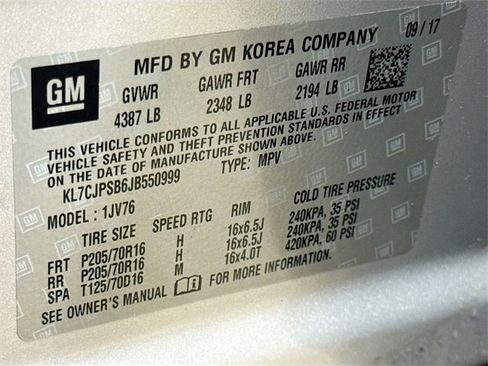 GM
MFD BY GM KOREA COMPANY 09 / 17
GVWR GAWR FRT GAWR RR
4387 LB 2348 LB 2194 LB
THIS VEHICLE CONFORMS TO ALL APPLICABLE U.S. FEDERAL MOTOR
VEHICLE SAFETY AND THEFT PREVENTION STANDARDS IN EFFECT
ON THE DATE OF MANUFACTURE SHOWN ABOVE.
KL7CJPSB6JB550999 TYPE: MPV
MODEL : 1JV76
TIRE SIZE SPEED RTG RIM COLD TIRE PRESSURE
FRT P205/70R16 H 16x6.5J 240KPA, 35 PSI
RR P205/70R16 H 16x6.5J 240KPA, 35 PSI
SPA T125/70D16 M 16x4.0T 420KPA, 60 PSI
SEE OWNER'S MANUAL FOR MORE INFORMATION.